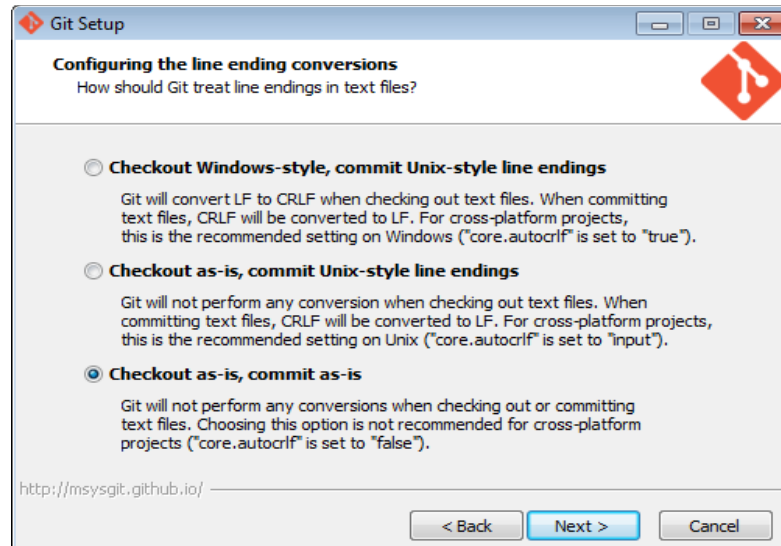 Git Setup
Configuring the line ending conversions
How should Git treat line endings in text files?
Checkout Windows-style, commit Unix-style line endings
Git will convert LF to CRLF when checking out text files. When committing
text files, CRLF will be converted to LF. For cross-platform projects,
this is the recommended setting on Windows ("core.autocrlf" is set to "true").
Checkout as-is, commit Unix-style line endings
Git will not perform any conversion when checking out text files. When
committing text files, CRLF will be converted to LF. For cross-platform projects,
this is the recommended setting on Unix ("core.autocrlf" is set to "input").
Checkout as-is, commit as-is
Git will not perform any conversions when checking out or committing
text files. Choosing this option is not recommended for cross-platform
projects ("core.autocrlf" is set to "false").
http://msysgit.github.io/
< Back Next > Cancel